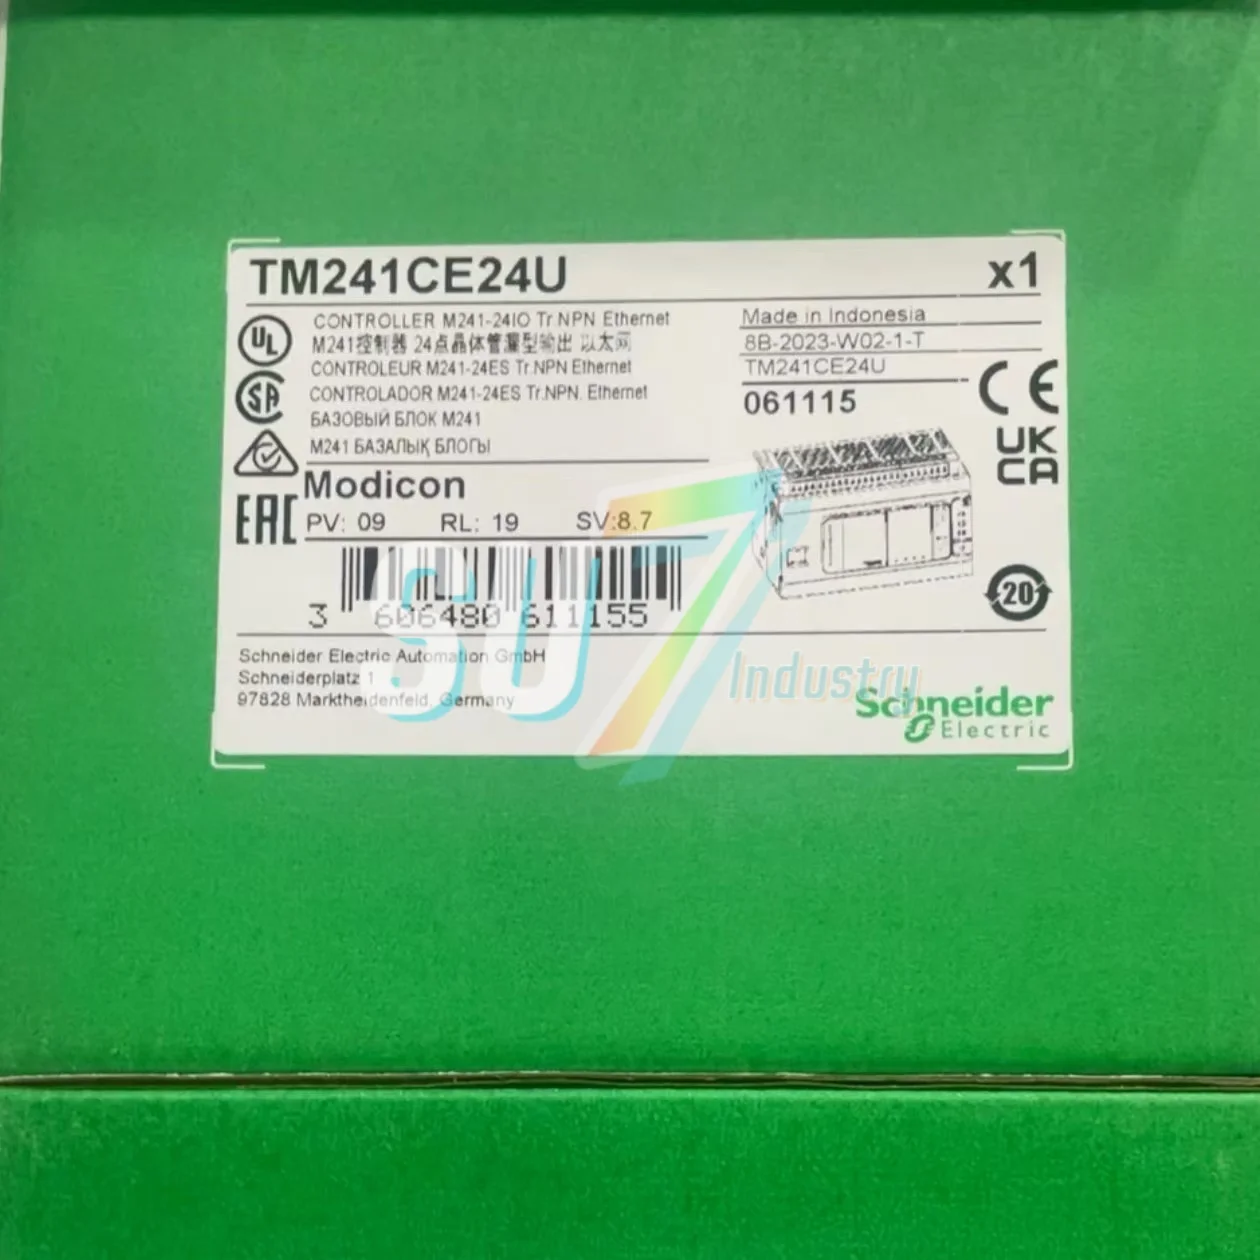 TM241CE24U x1
CONTROLLER M241-24IO Tr.NPN Ethernet
M241控制器 24点晶体管漏型输出 以太网
CONTROLEUR M241-24ES Tr.NPN Ethernet
CONTROLADOR M241-24ES Tr.NPN. Ethernet
БАЗОВЫЙ БЛОК M241
M241 БАЗАЛЫҚ БЛОГЫ
Made in Indonesia
8B-2023-W02-1-T
TM241CE24U
061115
UL
SA
EAC
CE
UK
CA
Modicon
PV: 09 RL: 19 SV:8.7
3 606480 611155
20
Schneider Electric Automation GmbH
Schneiderplatz 1
97828 Marktheidenfeld, Germany
Schneider
Electric
SU7
Industry